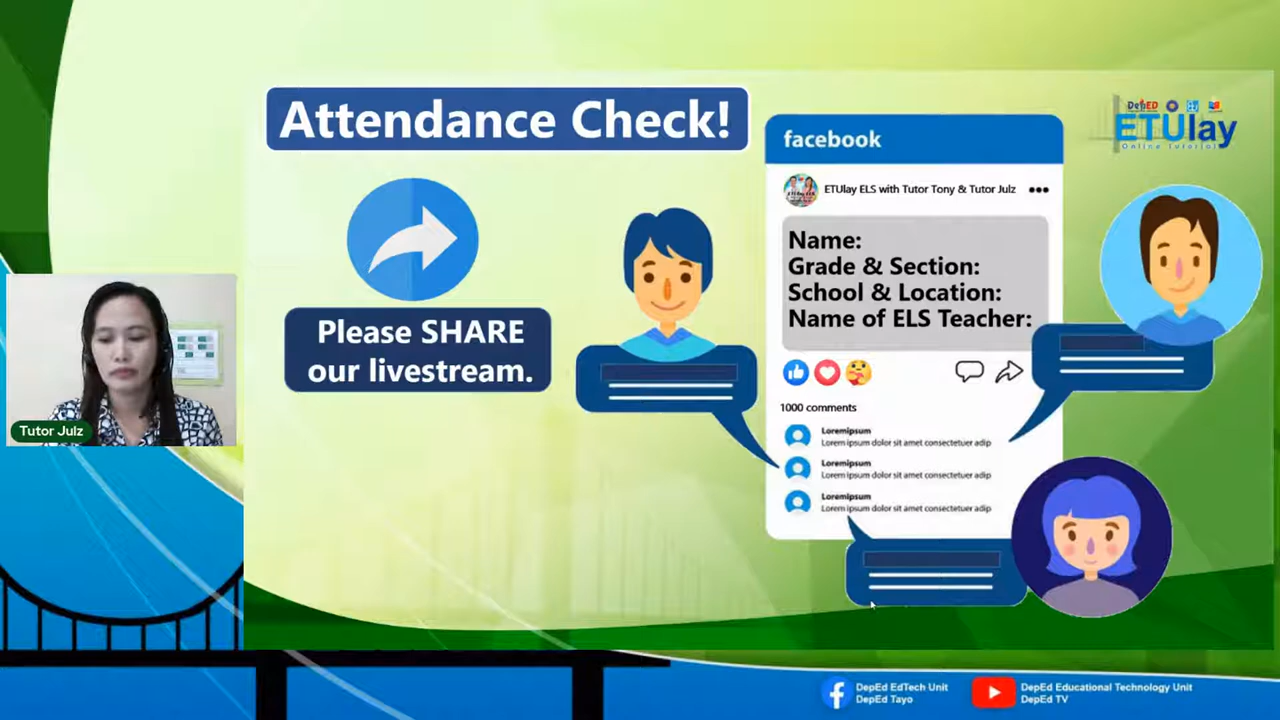 Attendance Check!
Please SHARE
our livestream.
facebook
ETUlay ELS with Tutor Tony & Tutor Julz
Name:
Grade & Section:
School & Location:
Name of ELS Teacher:
1000 comments
Loremipsum
Lorem ipsum dolor sit amet consectetuer adip
Loremipsum
Lorem ipsum dolor sit amet consectetuer adip
Loremipsum
Lorem ipsum dolor sit amet consectetuer adip
DepED
ETUlay
Online Tutorial
Tutor Julz
DepEd EdTech Unit
DepEd Tayo
DepEd Educational Technology Unit
DepEd TV